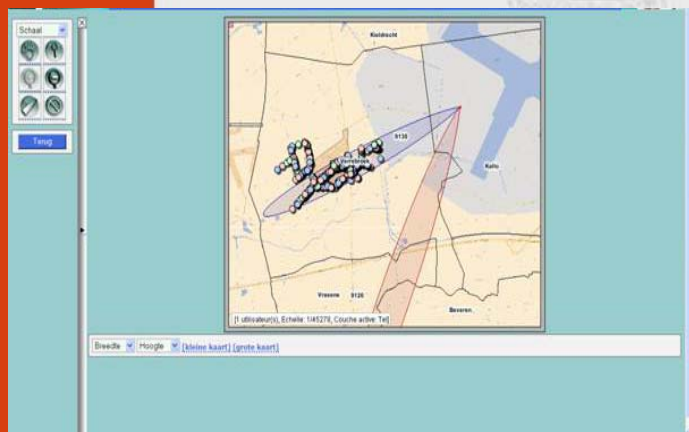 Schaal
Terug
Kieldrecht
9130
Verrebroek
Kallo
Vrasene 9120
Beveren
[1 utilisateur(s), Echelle: 1/45278, Couche active: Tel]
Breedte Hoogte [kleine kaart] [grote kaart]